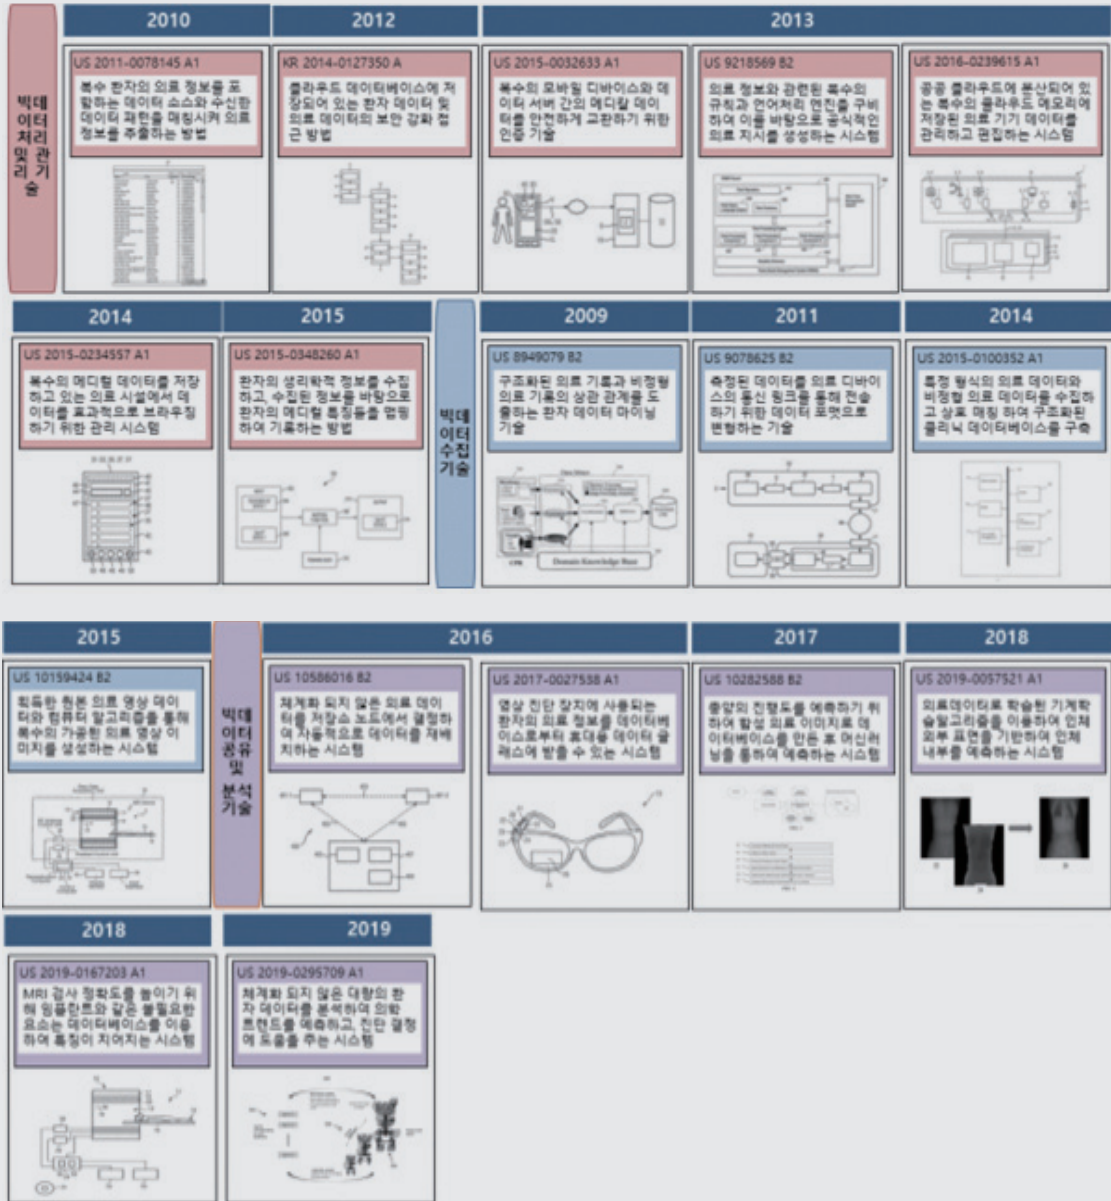 빅데
이터
처리
및관
리기
술
2010
US 2011-0078145 A1
복수 환자의 의료 정보를 포
함하는 데이터 소스와 수신한
데이터 패턴을 매칭시켜 의료
정보를 추출하는 방법
2012
KR 2014-0127350 A
클라우드 데이터베이스에 저
장되어 있는 환자 데이터 및
의료 데이터의 보안 강화 접
근 방법
2013
US 2015-0032633 A1
복수의 모바일 디바이스와 데
이터 서버 간의 메디칼 데이
터를 안전하게 교환하기 위한
인증 기술
US 9218569 B2
의료 정보와 관련된 복수의
규칙과 언어처리 엔진을 구비
하여 이를 바탕으로 공식적인
의료 지시를 생성하는 시스템
US 2016-0239615 A1
공공 클라우드에 분산되어 있
는 복수의 클라우드 메모리에
저장된 의료 기기 데이터를
관리하고 편집하는 시스템
2014
US 2015-0234557 A1
복수의 메디컬 데이터를 저장
하고 있는 의료 시설에서 데
이터를 효과적으로 브라우징
하기 위한 관리 시스템
2015
US 2015-0348260 A1
환자의 생리학적 정보를 수집
하고, 수집된 정보를 바탕으로
환자의 메디컬 특징들을 맵핑
하여 기록하는 방법
빅데
이터
수집
기술
2009
US 8949079 B2
구조화된 의료 기록과 비정형
의료 기록의 상관 관계를 도
출하는 환자 데이터 마이닝
기술
CPR
Domain Knowledge Base
2011
US 9078625 B2
측정된 데이터를 의료 디바이
스의 통신 링크를 통해 전송
하기 위한 데이터 포맷으로
변형하는 기술
2014
US 2015-0100352 A1
특정 형식의 의료 데이터와
비정형 의료 데이터를 수집하
고 상호 매칭 하여 구조화된
클리닉 데이터베이스를 구축
2015
US 10159424 B2
획득한 원본 의료 영상 데이
터와 컴퓨터 알고리즘을 통해
복수의 가공된 의료 영상 이
미지를 생성하는 시스템
빅데
이터
공유
및
분석
기술
2016
US 10586016 B2
체계화 되지 않은 의료 데이
터를 저장소 노드에서 결정하
여 자동적으로 데이터를 재배
치하는 시스템
US 2017-0027538 A1
영상 진단 장치에 사용되는
환자의 의료 정보를 데이터베
이스로부터 휴대용 데이터 글
래스에 받을 수 있는 시스템
2017
US 10282588 B2
종양의 진행도를 예측하기 위
하여 합성 의료 이미지로 데
이터베이스를 만든 후 머신러
닝을 통하여 예측하는 시스템
2018
US 2019-0057521 A1
의료데이터로 학습된 기계학
습알고리즘을 이용하여 인체
외부 표면을 기반하여 인체
내부를 예측하는 시스템
2018
US 2019-0167203 A1
MRI 검사 정확도를 높이기 위
해 임플란트와 같은 불필요한
요소는 데이터베이스를 이용
하여 특징이 지어지는 시스템
2019
US 2019-0295709 A1
체계화 되지 않은 대량의 환
자 데이터를 분석하여 의학
트렌드를 예측하고, 진단 결정
에 도움을 주는 시스템